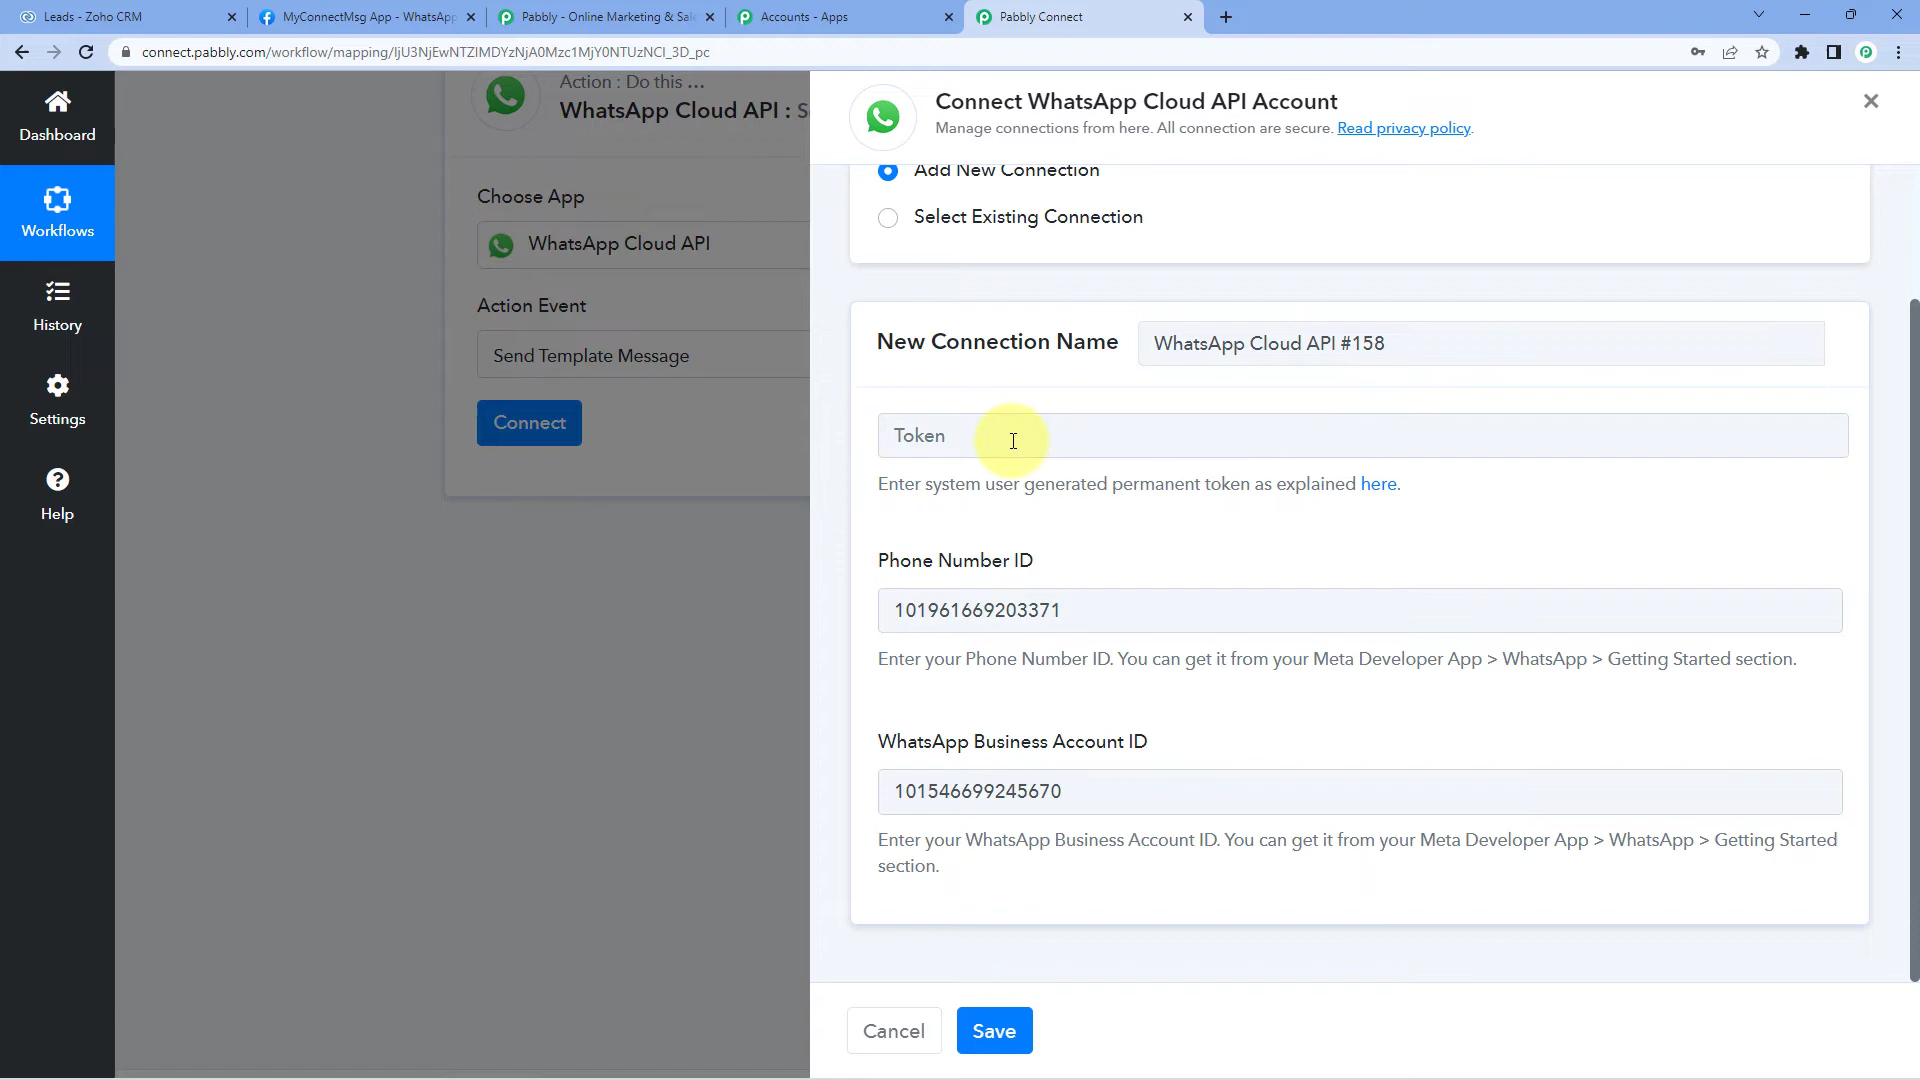 Leads - Zoho CRM
MyConnectMsg App - WhatsApp
Pabbly - Online Marketing & Sal
Accounts - Apps
Pabbly Connect
connect.pabbly.com/workflow/mapping/IjU3NjEwNTZlMDYzNjA0Mzc1MjY0NTUzNCI_3D_pc
Dashboard
Workflows
History
Settings
Help
Action : Do this ...
WhatsApp Cloud API : S
Choose App
WhatsApp Cloud API
Action Event
Send Template Message
Connect
Connect WhatsApp Cloud API Account
Manage connections from here. All connection are secure. Read privacy policy.
Add New Connection
Select Existing Connection
New Connection Name
WhatsApp Cloud API #158
Token
Enter system user generated permanent token as explained here.
Phone Number ID
101961669203371
Enter your Phone Number ID. You can get it from your Meta Developer App > WhatsApp > Getting Started section.
WhatsApp Business Account ID
101546699245670
Enter your WhatsApp Business Account ID. You can get it from your Meta Developer App > WhatsApp > Getting Started
section.
Cancel
Save